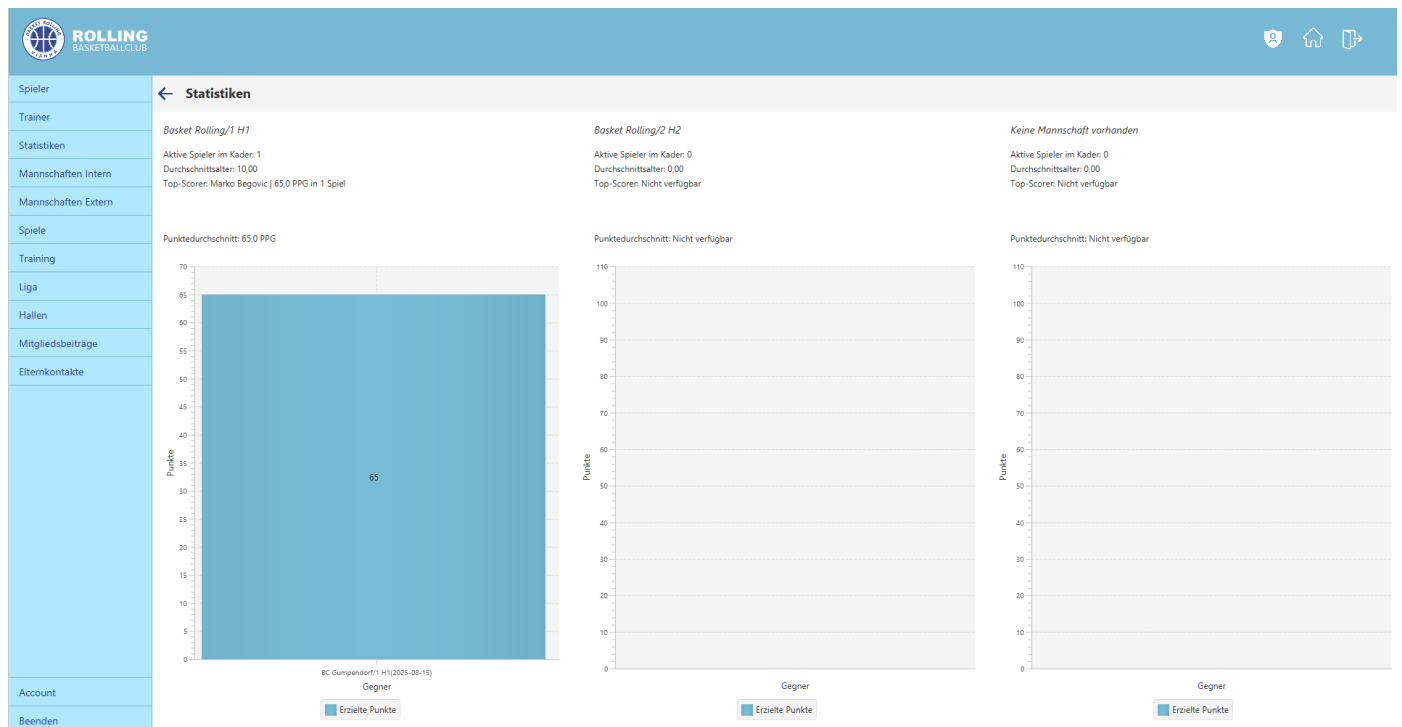 BASKET ROLLING
VIENNA
ROLLING
BASKETBALLCLUB
Spieler
Trainer
Statistiken
Mannschaften Intern
Mannschaften Extern
Spiele
Training
Liga
Hallen
Mitgliedsbeiträge
Elternkontakte
Account
Beenden
Statistiken
Basket Rolling/1 H1
Aktive Spieler im Kader: 1
Durchschnittsalter: 10,00
Top-Scorer: Marko Begovic | 65,0 PPG in 1 Spiel
Punktedurchschnitt: 65,0 PPG
70
65
60
55
50
45
40
35
30
25
20
15
10
5
0
Punkte
65
BC Gumpendorf/1 H1(2025-08-15)
Gegner
Erzielte Punkte
Basket Rolling/2 H2
Aktive Spieler im Kader: 0
Durchschnittsalter: 0,00
Top-Scorer: Nicht verfügbar
Punktedurchschnitt: Nicht verfügbar
110
100
90
80
70
60
50
40
30
20
10
0
Punkte
Gegner
Erzielte Punkte
Keine Mannschaft vorhanden
Aktive Spieler im Kader: 0
Durchschnittsalter: 0,00
Top-Scorer: Nicht verfügbar
Punktedurchschnitt: Nicht verfügbar
110
100
90
80
70
60
50
40
30
20
10
0
Punkte
Gegner
Erzielte Punkte